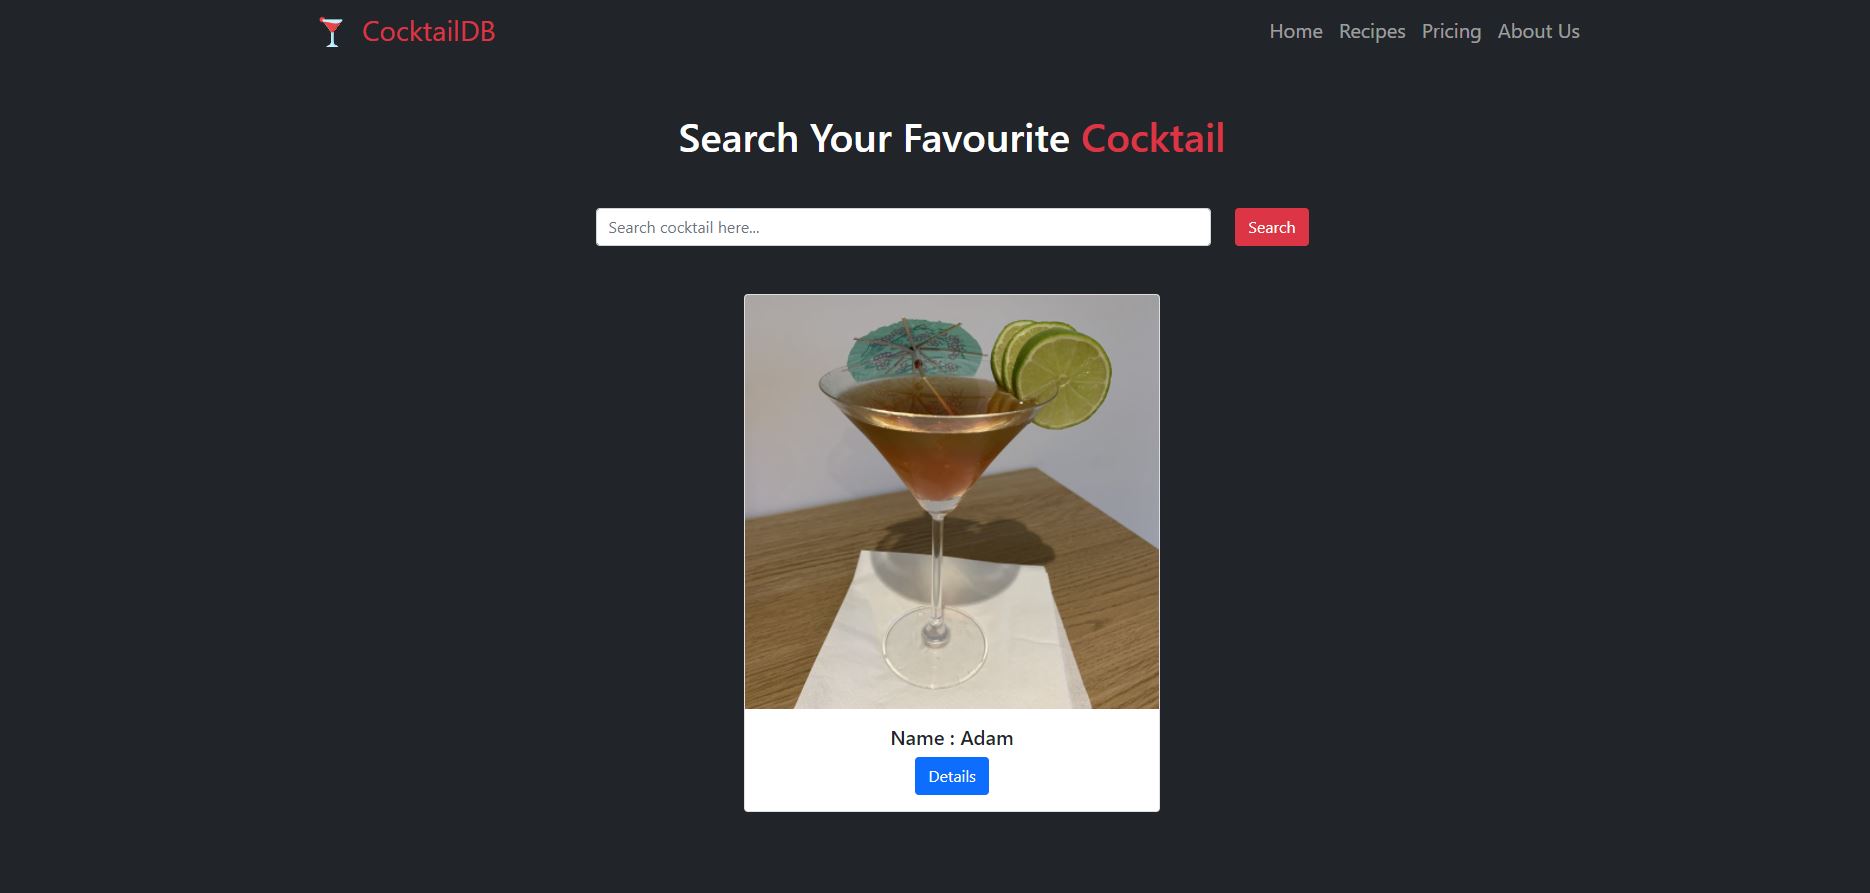 CocktailDB
Home Recipes Pricing About Us
Search Your Favourite Cocktail
Search cocktail here...
Search
Name : Adam
Details